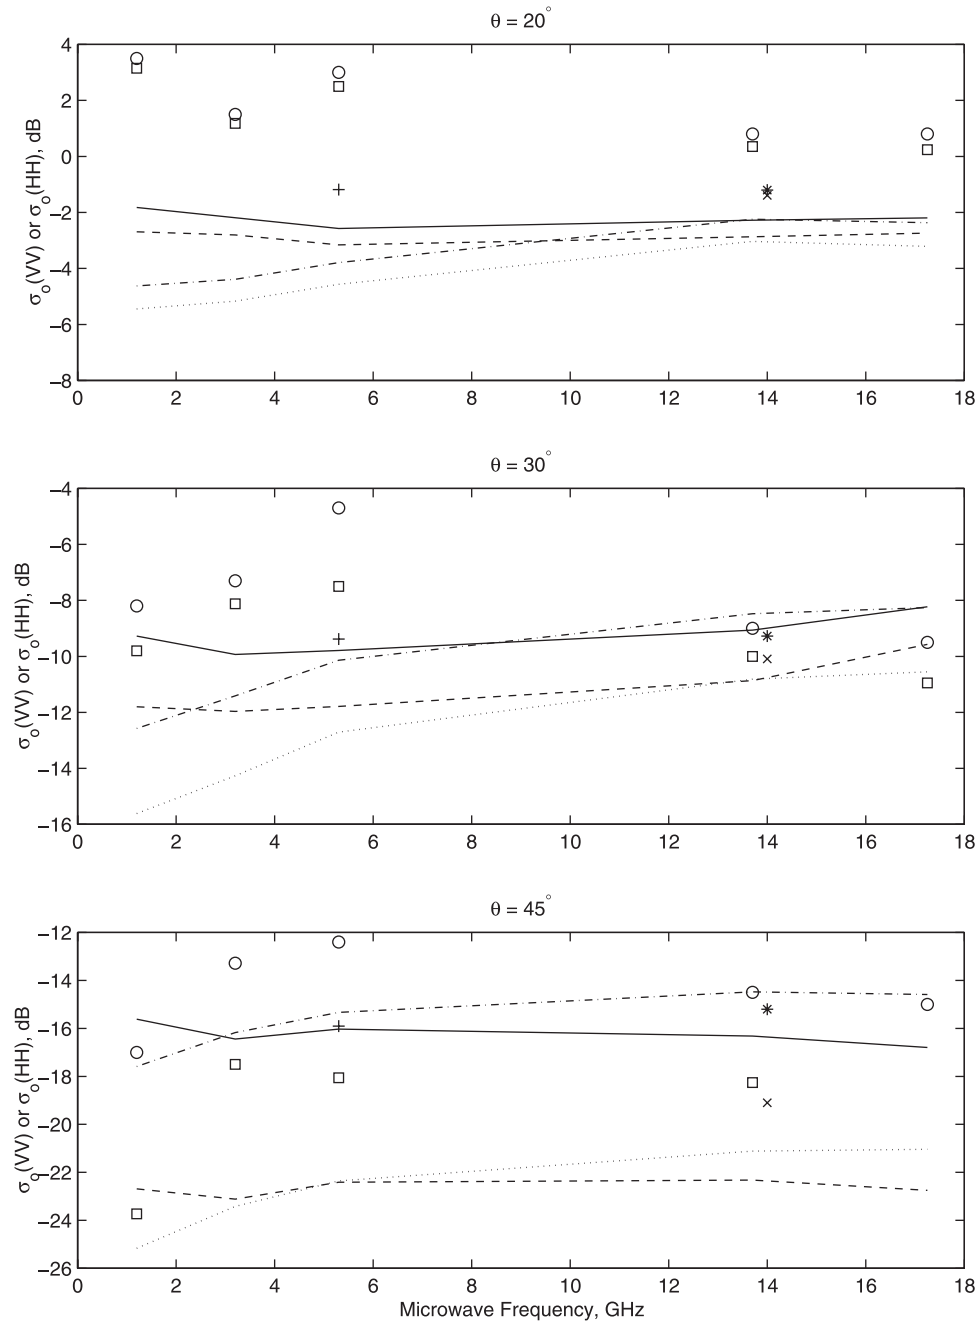 θ = 20°
4
2
0
−2
−4
−6
−8
σo(VV) or σo(HH), dB
0 2 4 6 8 10 12 14 16 18
θ = 30°
−4
−6
−8
−10
−12
−14
−16
σo(VV) or σo(HH), dB
0 2 4 6 8 10 12 14 16 18
θ = 45°
−12
−14
−16
−18
−20
−22
−24
−26
σo(VV) or σo(HH), dB
0 2 4 6 8 10 12 14 16 18
Microwave Frequency, GHz